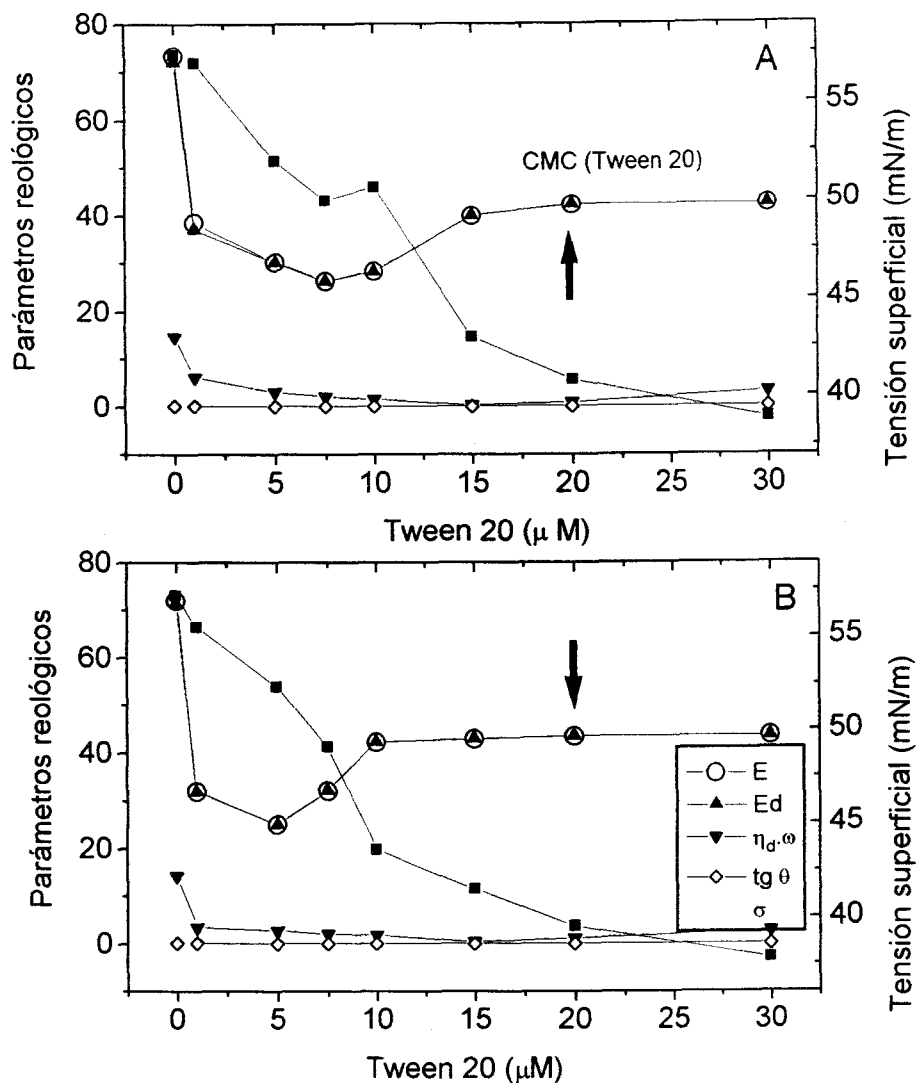 A
CMC (Tween 20)
Parámetros reológicos
80
60
40
20
0
Tensión superficial (mN/m)
55
50
45
40
0 5 10 15 20 25 30
Tween 20 (μ M)
B
Parámetros reológicos
80
60
40
20
0
Tensión superficial (mN/m)
55
50
45
40
E
Ed
ηd.ω
tg θ
σ
0 5 10 15 20 25 30
Tween 20 (μM)